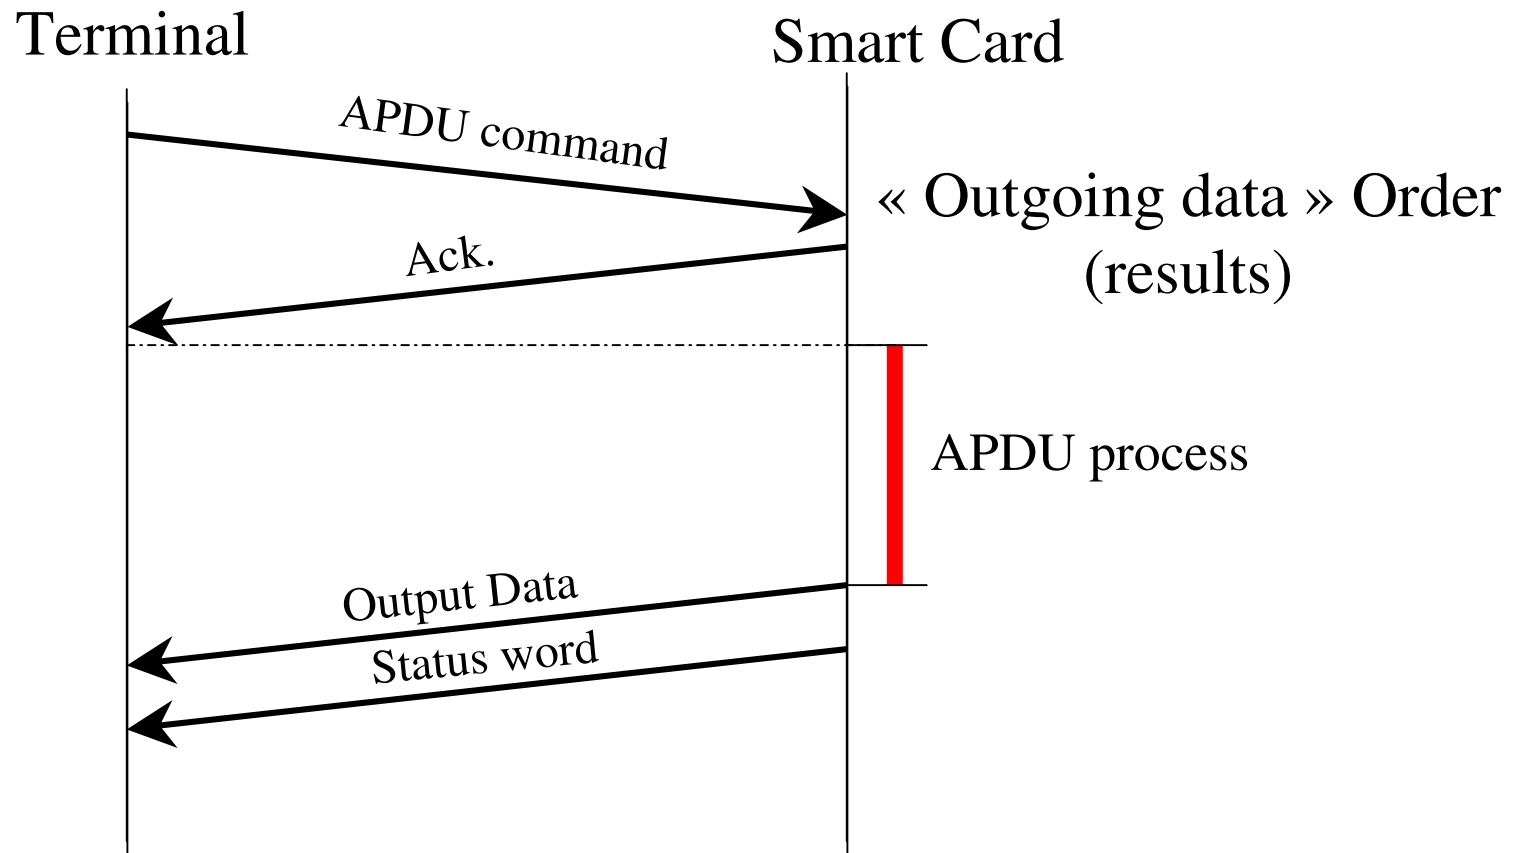 Terminal
Smart Card
APDU command
« Outgoing data » Order
(results)
Ack.
APDU process
Output Data
Status word